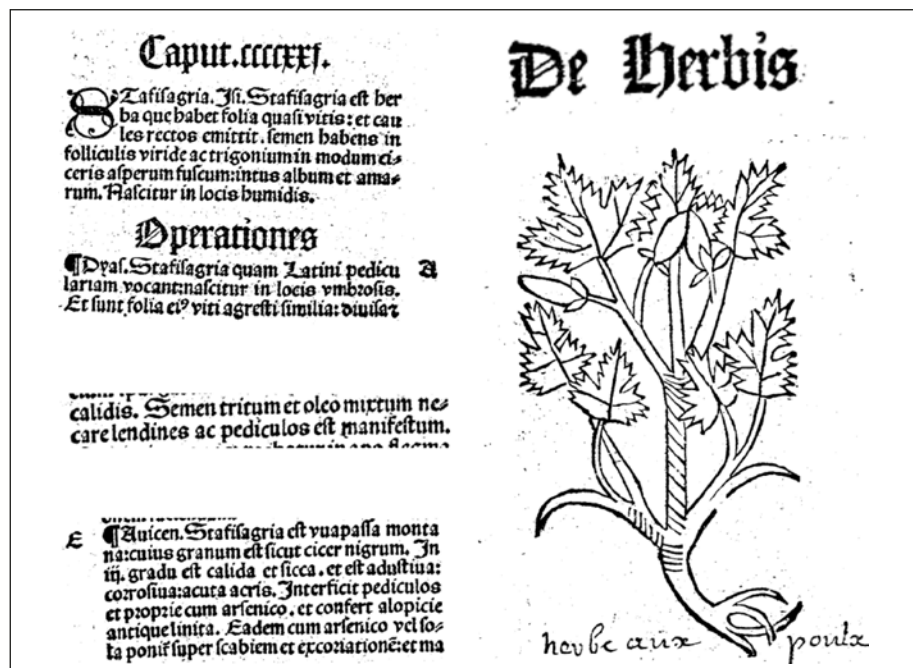 Caput.ccccxxj.
STafisagria. Isi. Stafisagria est her
ba que habet folia quasi vitis: et cau
les rectos emittit. semen habens in
folliculis viride ac trigonium in modum ci⸗
ceris asperum fuscum: intus album et ama⸗
rum. Nascitur in locis humidis.
Operationes
¶Dyas. Stafisagria quam Latini pedicu A
lariam vocant: nascitur in locis vmbrosis.
Et sunt folia eiꝰ viti agresti similia: diuisa ⁊
calidis. Semen tritum et oleo mixtum ne⸗
care lendines ac pediculos est manifestum.
E ¶Auicen. Stafisagria est vuapassa monta
na: cuius granum est sicut cicer nigrum. In
iij. gradu est calida et sicca. et est adustiua:
corrosiua: acuta acris. Interficit pediculos
et proprie cum arsenico. et confert alopicie
antique linita. Eadem cum arsenico vel so⸗
la ponit͛ super scabiem et excoriationē: et ma
De Herbis
herbe aux poulx